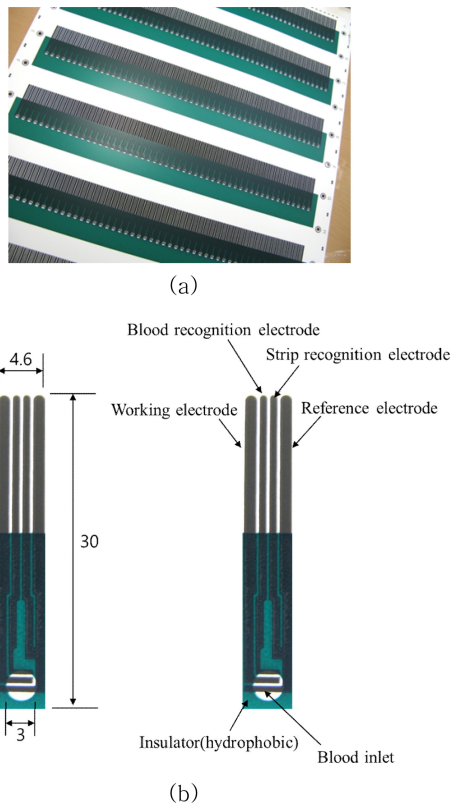 (a)
Blood recognition electrode
4.6
Strip recognition electrode
Working electrode
Reference electrode
30
3
Insulator(hydrophobic)
Blood inlet
(b)